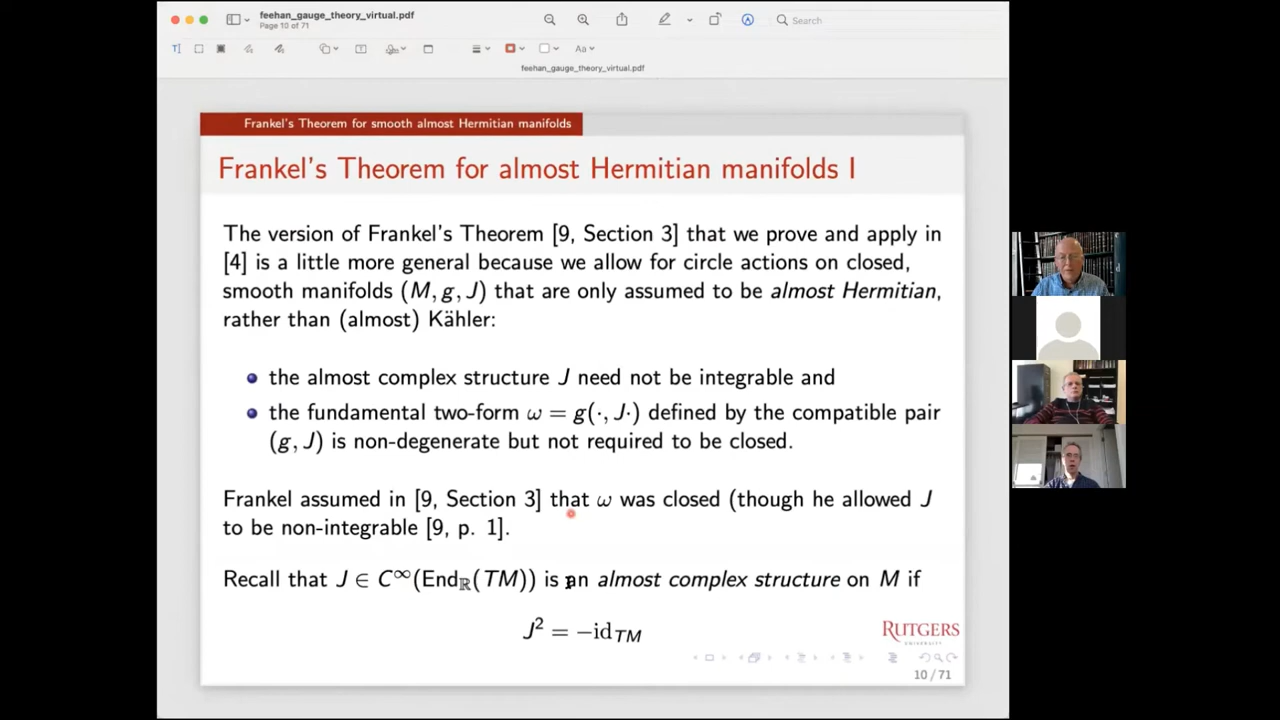 feehan_gauge_theory_virtual.pdf
Page 10 of 71
Search
feehan_gauge_theory_virtual.pdf
Frankel's Theorem for smooth almost Hermitian manifolds
Frankel's Theorem for almost Hermitian manifolds I
The version of Frankel's Theorem [9, Section 3] that we prove and apply in
[4] is a little more general because we allow for circle actions on closed,
smooth manifolds (M, g, J) that are only assumed to be almost Hermitian,
rather than (almost) Kähler:
the almost complex structure J need not be integrable and
the fundamental two-form ω = g(·, J·) defined by the compatible pair
(g, J) is non-degenerate but not required to be closed.
Frankel assumed in [9, Section 3] that ω was closed (though he allowed J
to be non-integrable [9, p. 1].
Recall that J ∈ C∞(Endℝ(TM)) is an almost complex structure on M if
J² = −id_TM
RUTGERS
UNIVERSITY
10 / 71